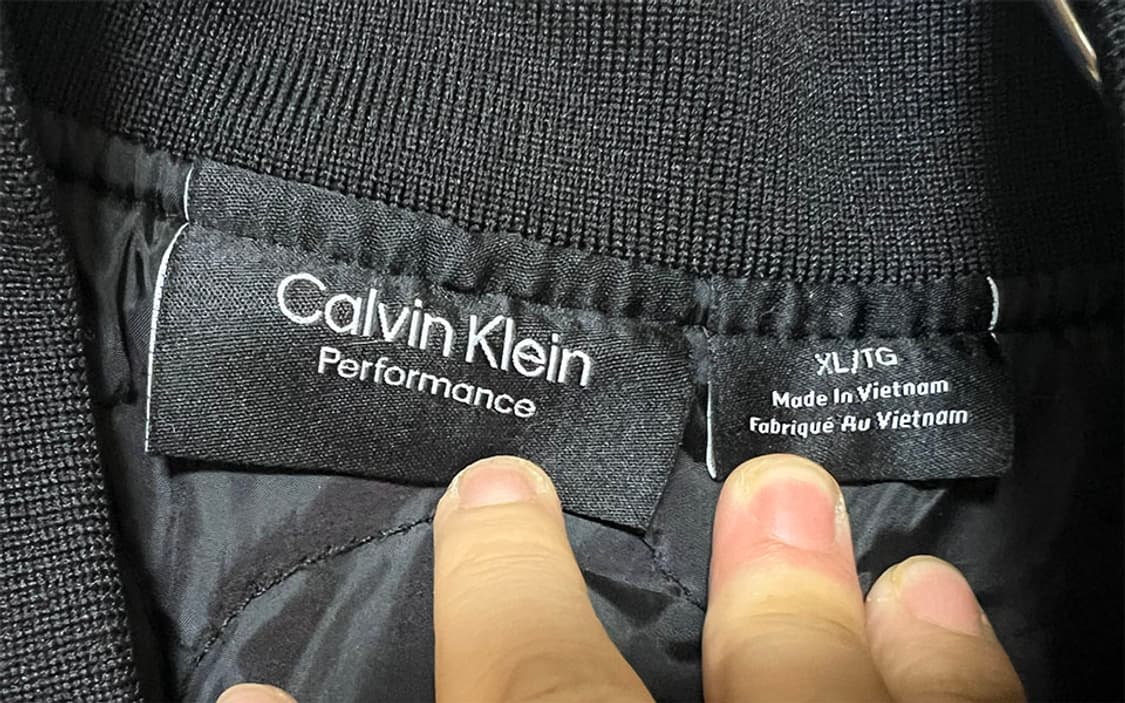 Calvin Klein
Performance
XL/TG
Made In Vietnam
Fabriqué Au Vietnam